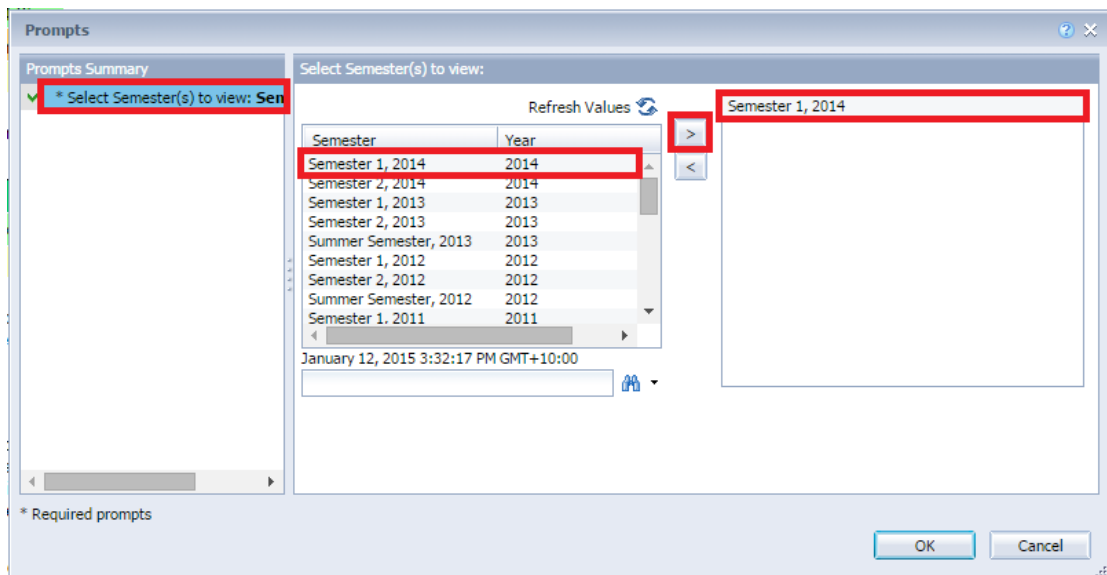 Prompts
Prompts Summary
* Select Semester(s) to view: Sem
Select Semester(s) to view:
Refresh Values
Semester Year
Semester 1, 2014 2014
Semester 2, 2014 2014
Semester 1, 2013 2013
Semester 2, 2013 2013
Summer Semester, 2013 2013
Semester 1, 2012 2012
Semester 2, 2012 2012
Summer Semester, 2012 2012
Semester 1, 2011 2011
January 12, 2015 3:32:17 PM GMT+10:00
>
<
Semester 1, 2014
* Required prompts
OK Cancel